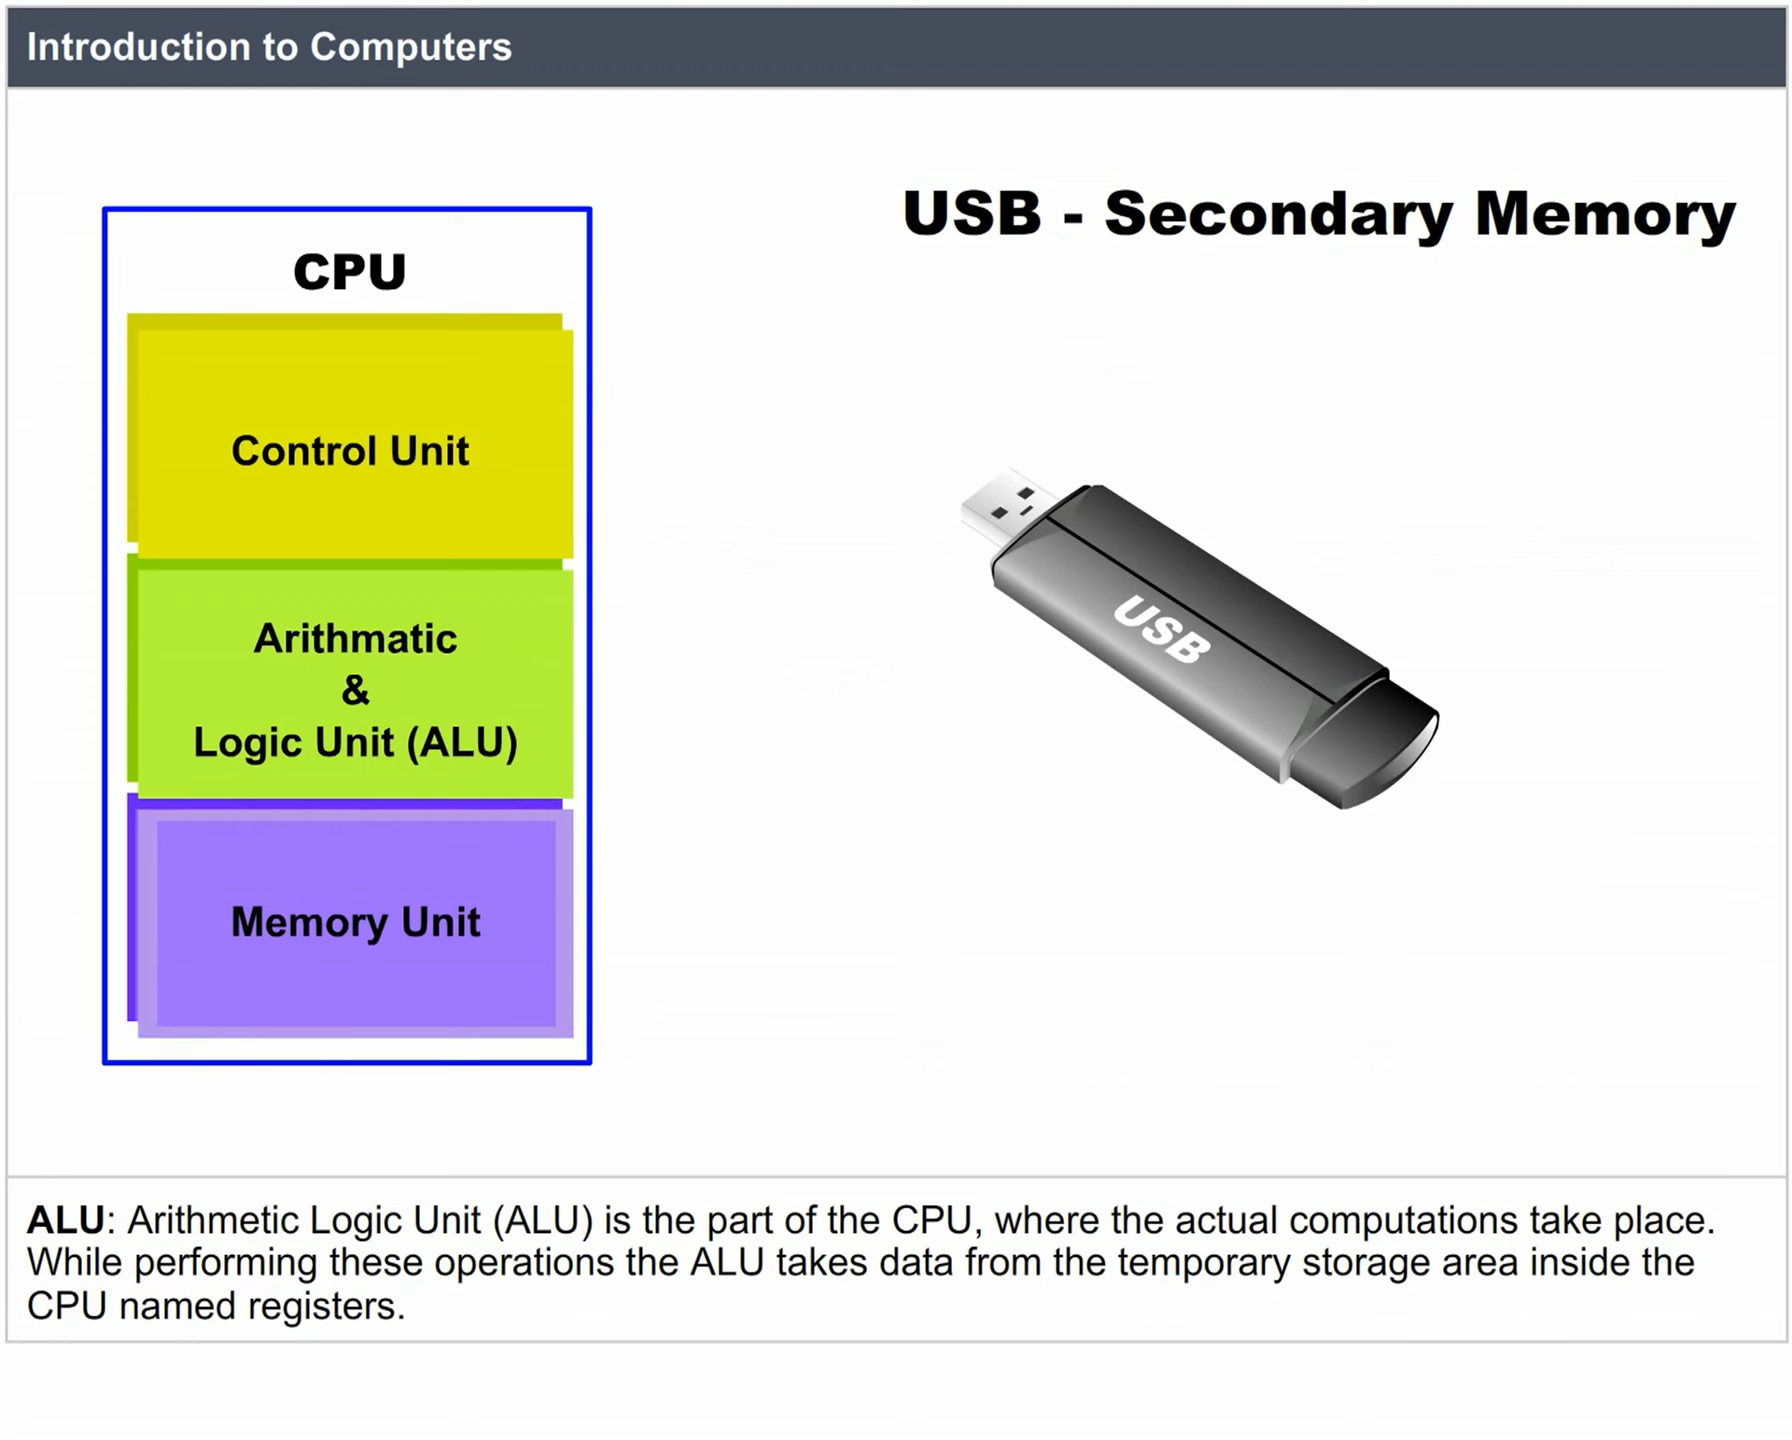 Introduction to Computers
USB - Secondary Memory
CPU
Control Unit
Arithmatic
&
Logic Unit (ALU)
Memory Unit
USB
ALU: Arithmetic Logic Unit (ALU) is the part of the CPU, where the actual computations take place.
While performing these operations the ALU takes data from the temporary storage area inside the
CPU named registers.